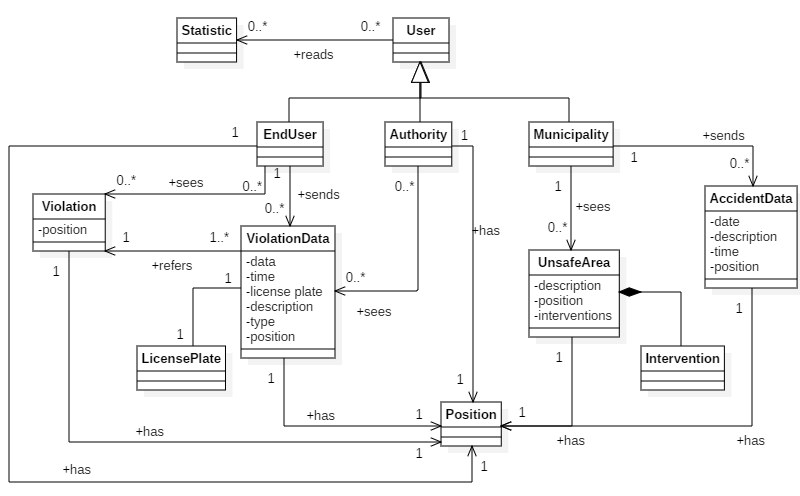 Statistic
0..*
0..*
User
+reads
1
EndUser
Authority
1
Municipality
+sends
1
0..*
0..*
+sees
0..*
1
+sends
0..*
1
+sees
Violation
-position
0..*
1
1..*
+refers
ViolationData
-data
-time
-license plate
-description
-type
-position
+has
0..*
AccidentData
-date
-description
-time
-position
UnsafeArea
-description
-position
-interventions
1
1
0..*
+sees
1
1
LicensePlate
1
1
Intervention
1
1
+has
1
Position
1
+has
1
+has
+has
+has
1